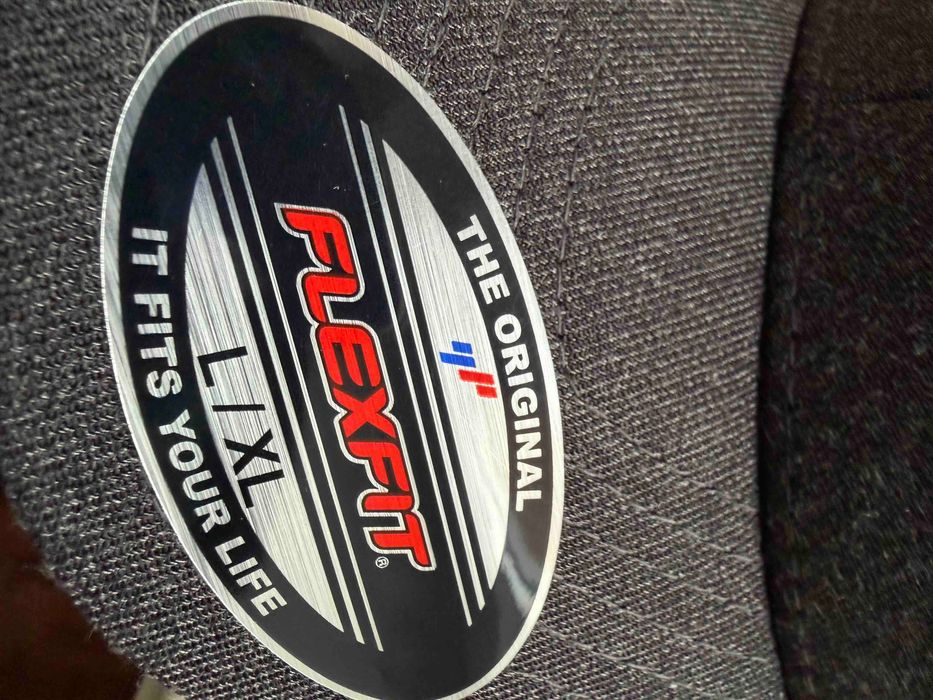 THE ORIGINAL
FLEXFIT®
L / XL
IT FITS YOUR LIFE